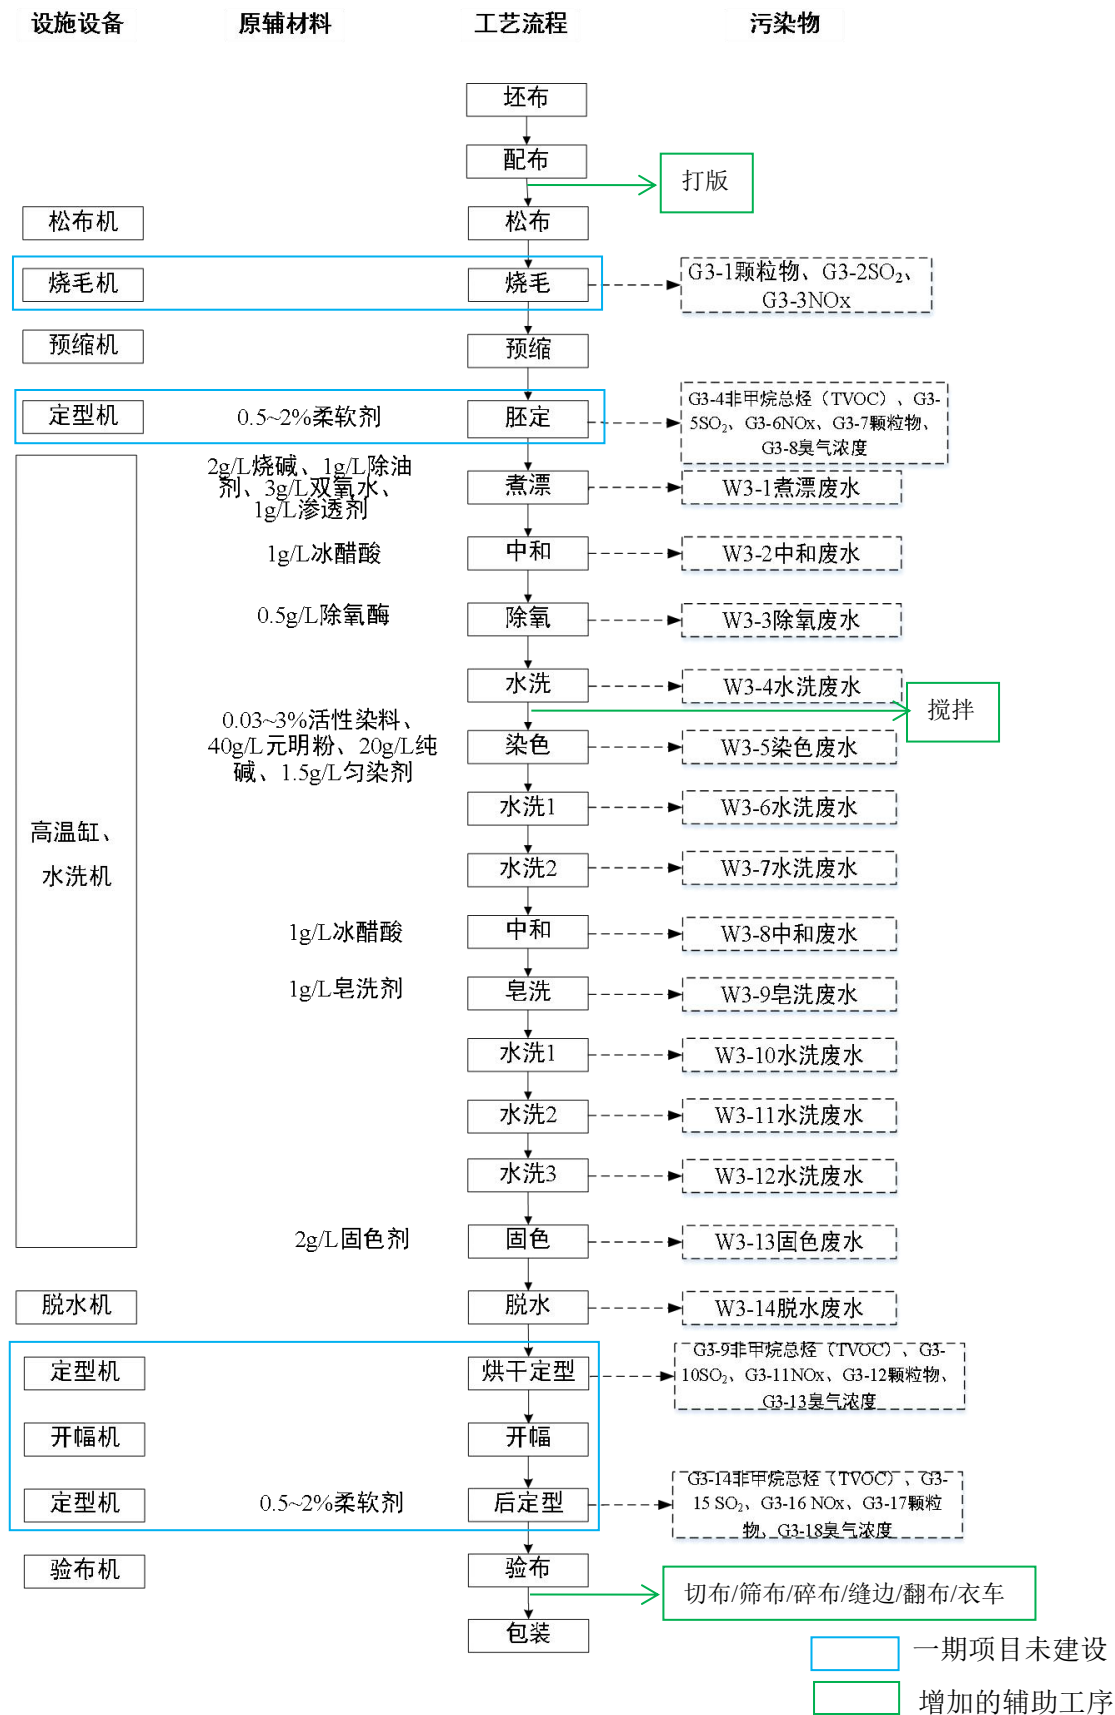 设施设备 原辅材料 工艺流程 污染物
坯布
配布
打版
松布机 松布
烧毛机 烧毛 G3-1颗粒物、G3-2SO₂、
G3-3NOx
预缩机 预缩
定型机 0.5~2%柔软剂 胚定 G3-4非甲烷总烃（TVOC）、G3-
5SO₂、G3-6NOx、G3-7颗粒物、
G3-8臭气浓度
2g/L烧碱、1g/L除油
剂、3g/L双氧水、
1g/L渗透剂
煮漂 W3-1煮漂废水
1g/L冰醋酸 中和 W3-2中和废水
0.5g/L除氧酶 除氧 W3-3除氧废水
水洗 W3-4水洗废水
搅拌
0.03~3%活性染料、
40g/L元明粉、20g/L纯
碱、1.5g/L匀染剂
染色 W3-5染色废水
水洗1 W3-6水洗废水
高温缸、
水洗机
水洗2 W3-7水洗废水
1g/L冰醋酸 中和 W3-8中和废水
1g/L皂洗剂 皂洗 W3-9皂洗废水
水洗1 W3-10水洗废水
水洗2 W3-11水洗废水
水洗3 W3-12水洗废水
2g/L固色剂 固色 W3-13固色废水
脱水机 脱水 W3-14脱水废水
定型机 烘干定型 G3-9非甲烷总烃（TVOC）、G3-
10SO₂、G3-11NOx、G3-12颗粒物、
G3-13臭气浓度
开幅机 开幅
定型机 0.5~2%柔软剂 后定型 G3-14非甲烷总烃（TVOC）、G3-
15 SO₂、G3-16 NOx、G3-17颗粒
物、G3-18臭气浓度
验布机 验布
切布/筛布/碎布/缝边/翻布/衣车
包装
一期项目未建设
增加的辅助工序